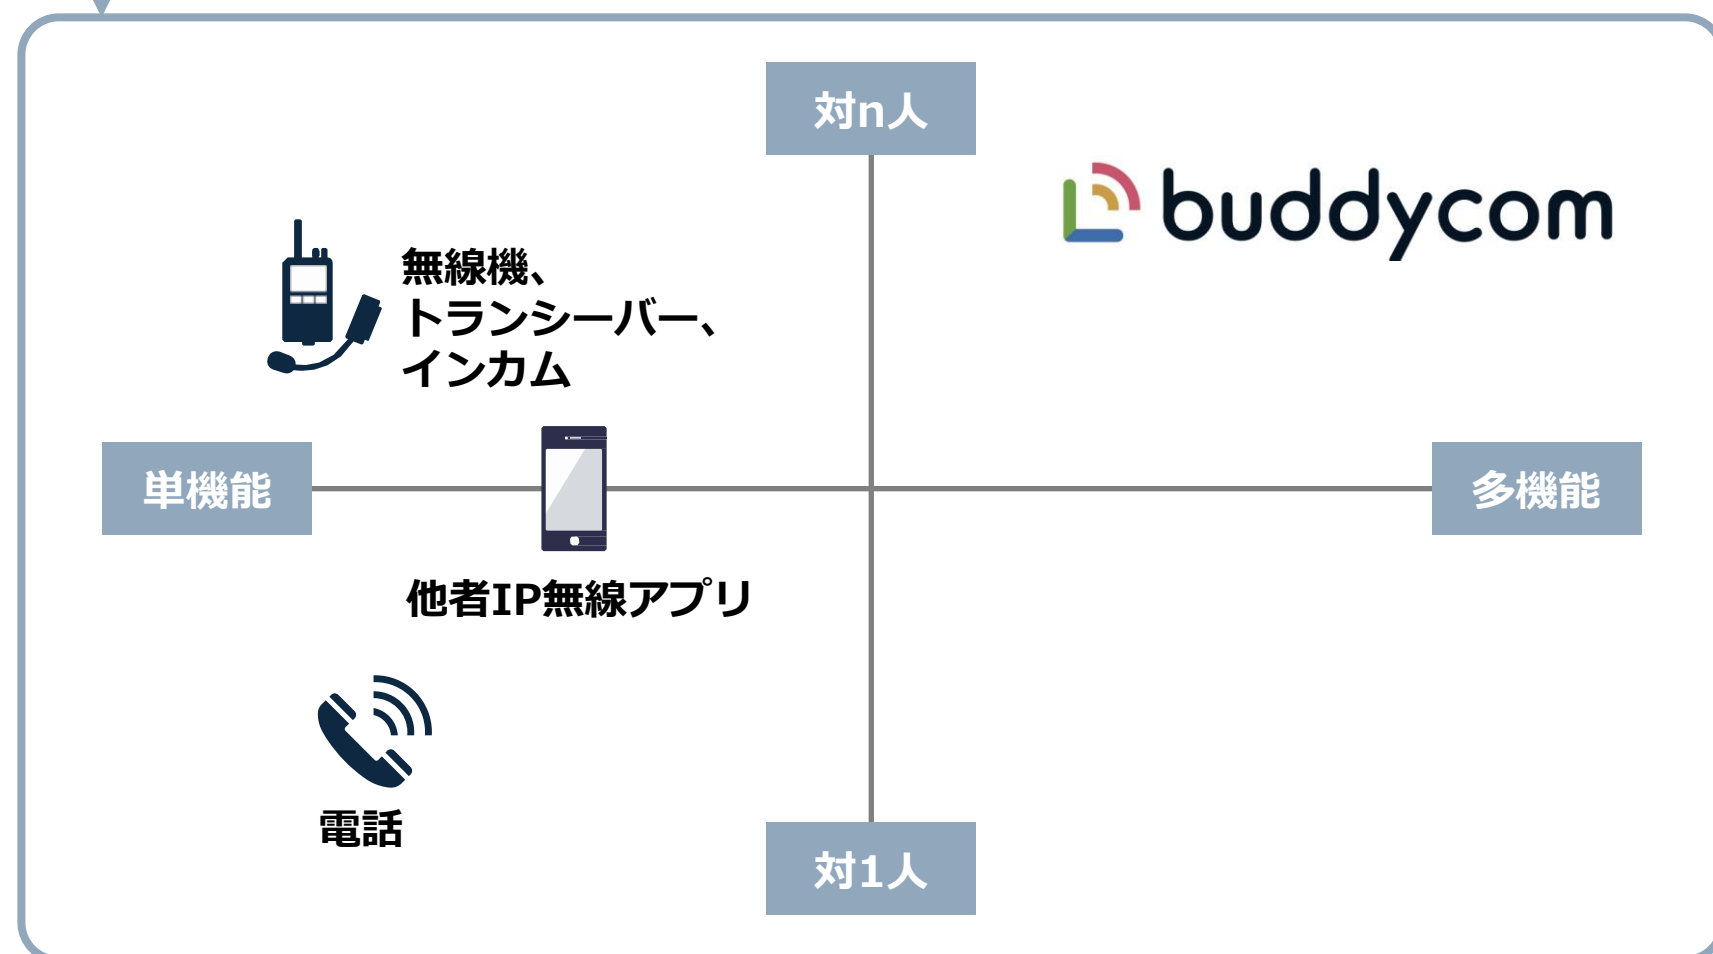 対n人
buddycom
無線機、
トランシーバー、
インカム
単機能
多機能
他者IP無線アプリ
電話
対1人